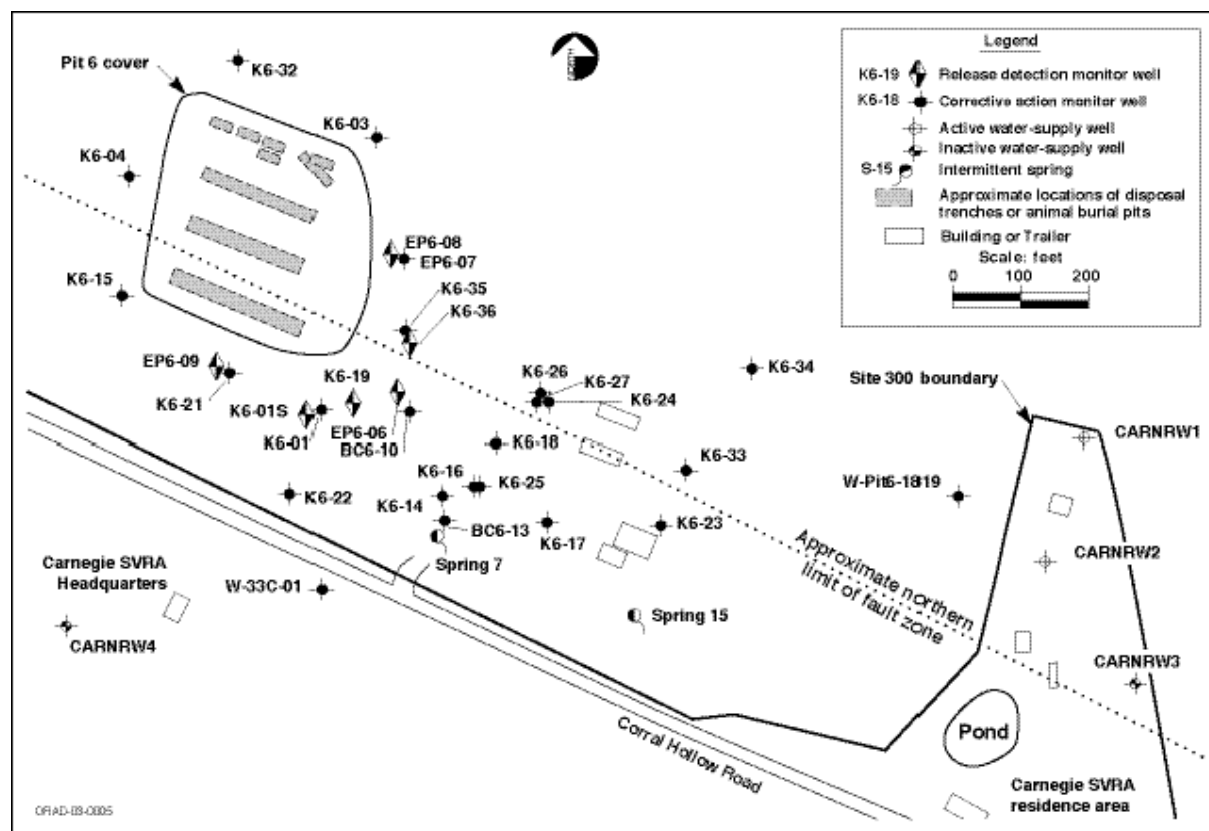 Legend
K6-19 Release detection monitor well
K6-18 Corrective action monitor well
Active water-supply well
Inactive water-supply well
S-15 Intermittent spring
Approximate locations of disposal
trenches or animal burial pits
Building or Trailer
Scale: feet
0 100 200
Pit 6 cover
K6-32
K6-03
K6-04
EP6-08
EP6-07
K6-15
K6-35
K6-36
EP6-09
K6-21
K6-19
K6-01S
K6-01
EP6-06
BC6-10
K6-26
K6-27
K6-24
K6-34
Site 300 boundary
CARNRW1
K6-18
K6-33
K6-16
K6-25
W-Pit6-1819
K6-22
K6-14
BC6-13
K6-17
K6-23
Spring 7
Approximate northern
limit of fault zone
CARNRW2
Carnegie SVRA
Headquarters
W-33C-01
Spring 15
CARNRW4
CARNRW3
Corral Hollow Road
Pond
Carnegie SVRA
residence area